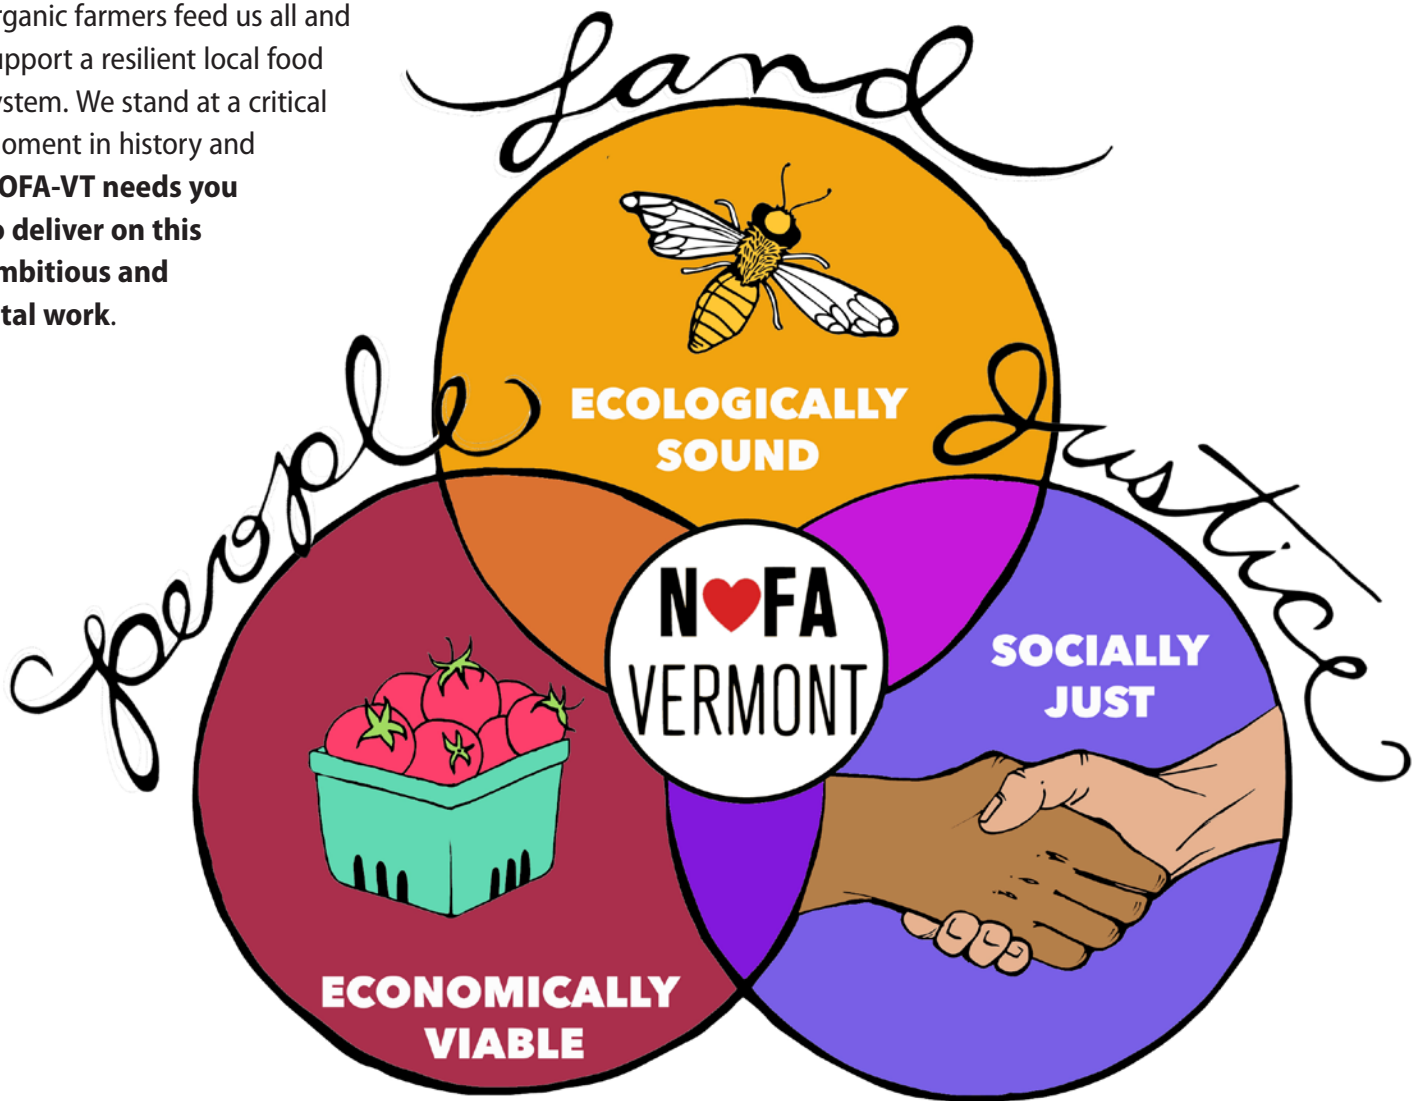 rganic farmers feed us all and
upport a resilient local food
ystem. We stand at a critical
oment in history and
OFA-VT needs you
o deliver on this
mbitious and
tal work.
land
people
justice
ECOLOGICALLY
SOUND
N❤FA
VERMONT
SOCIALLY
JUST
ECONOMICALLY
VIABLE